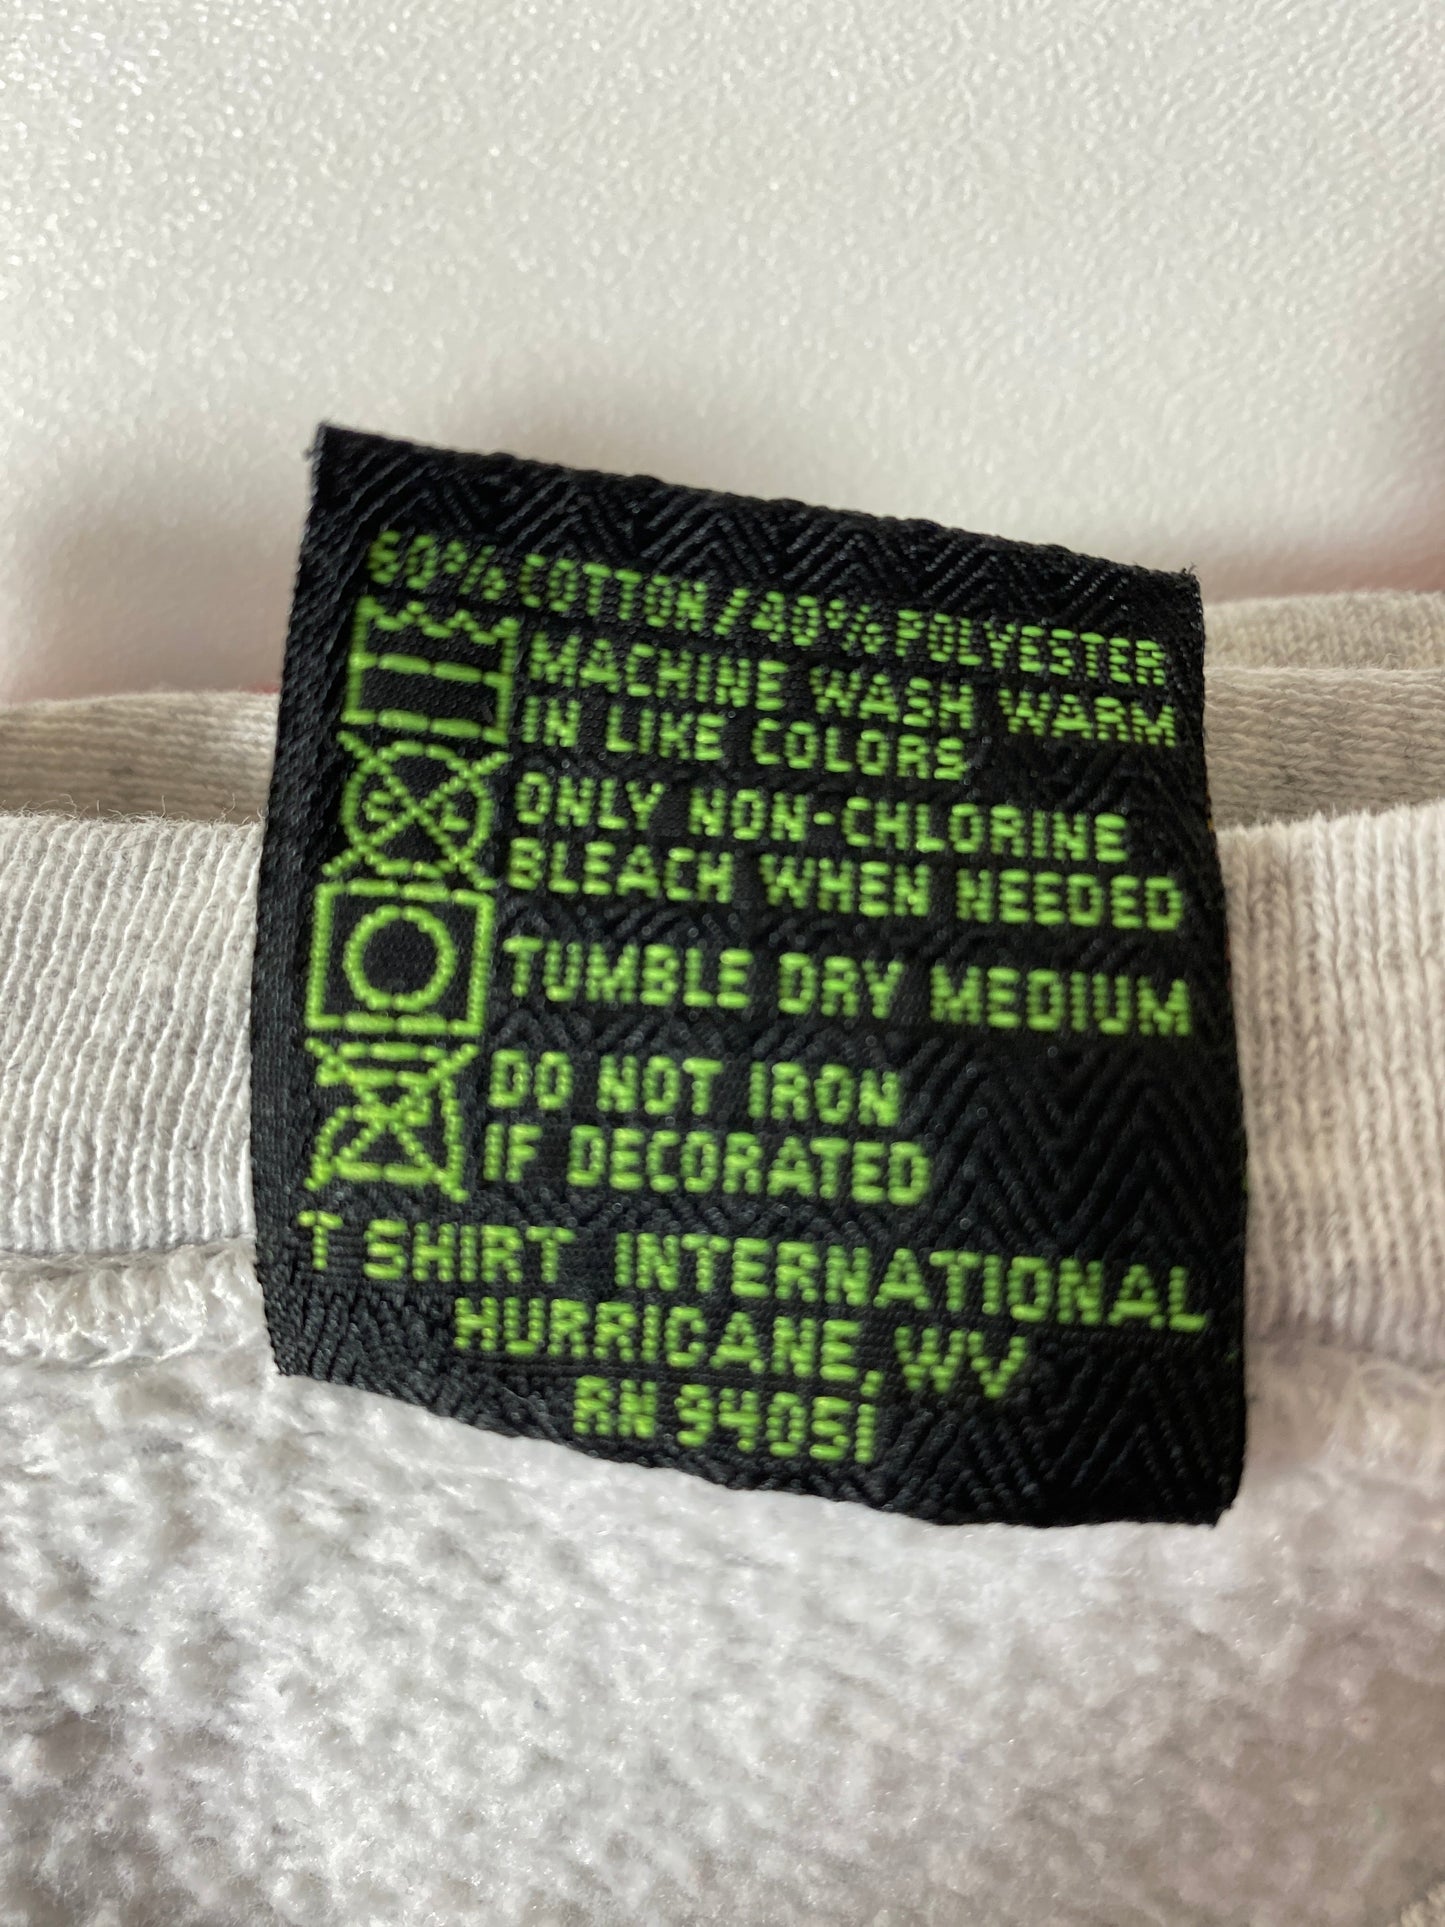 60% COTTON/40% POLYESTER
MACHINE WASH WARM
IN LIKE COLORS
CL
ONLY NON-CHLORINE
BLEACH WHEN NEEDED
TUMBLE DRY MEDIUM
DO NOT IRON
IF DECORATED
T SHIRT INTERNATIONAL
HURRICANE, WV
RN 94051